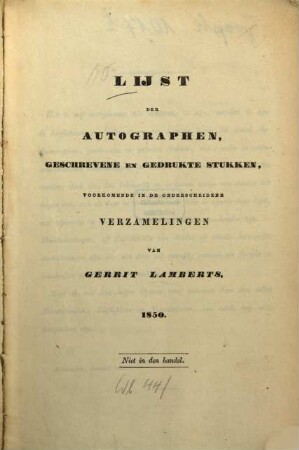 LIJST
DER
AUTOGRAPHEN,
GESCHREVENE EN GEDRUKTE STUKKEN,
VOORKOMENDE IN DE ONDERSCHEIDENE
VERZAMELINGEN
VAN
GERRIT LAMBERTS,
1850.
Niet in den handel.